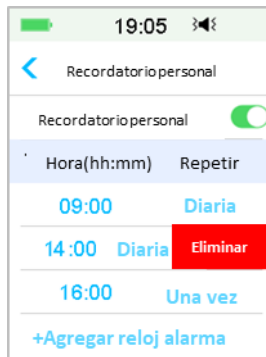 19:05
Recordatorio personal
Recordatorio personal
Hora(hh:mm) Repetir
09:00 Diaria
14:00 Diaria Eliminar
16:00 Una vez
+Agregar reloj alarma